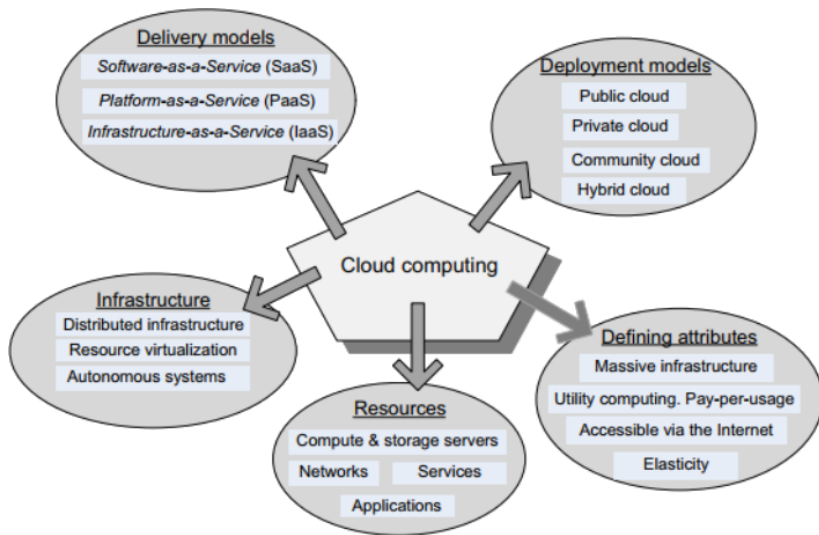 Delivery models
Software-as-a-Service (SaaS)
Platform-as-a-Service (PaaS)
Infrastructure-as-a-Service (IaaS)
Deployment models
Public cloud
Private cloud
Community cloud
Hybrid cloud
Cloud computing
Infrastructure
Distributed infrastructure
Resource virtualization
Autonomous systems
Resources
Compute & storage servers
Networks Services
Applications
Defining attributes
Massive infrastructure
Utility computing. Pay-per-usage
Accessible via the Internet
Elasticity